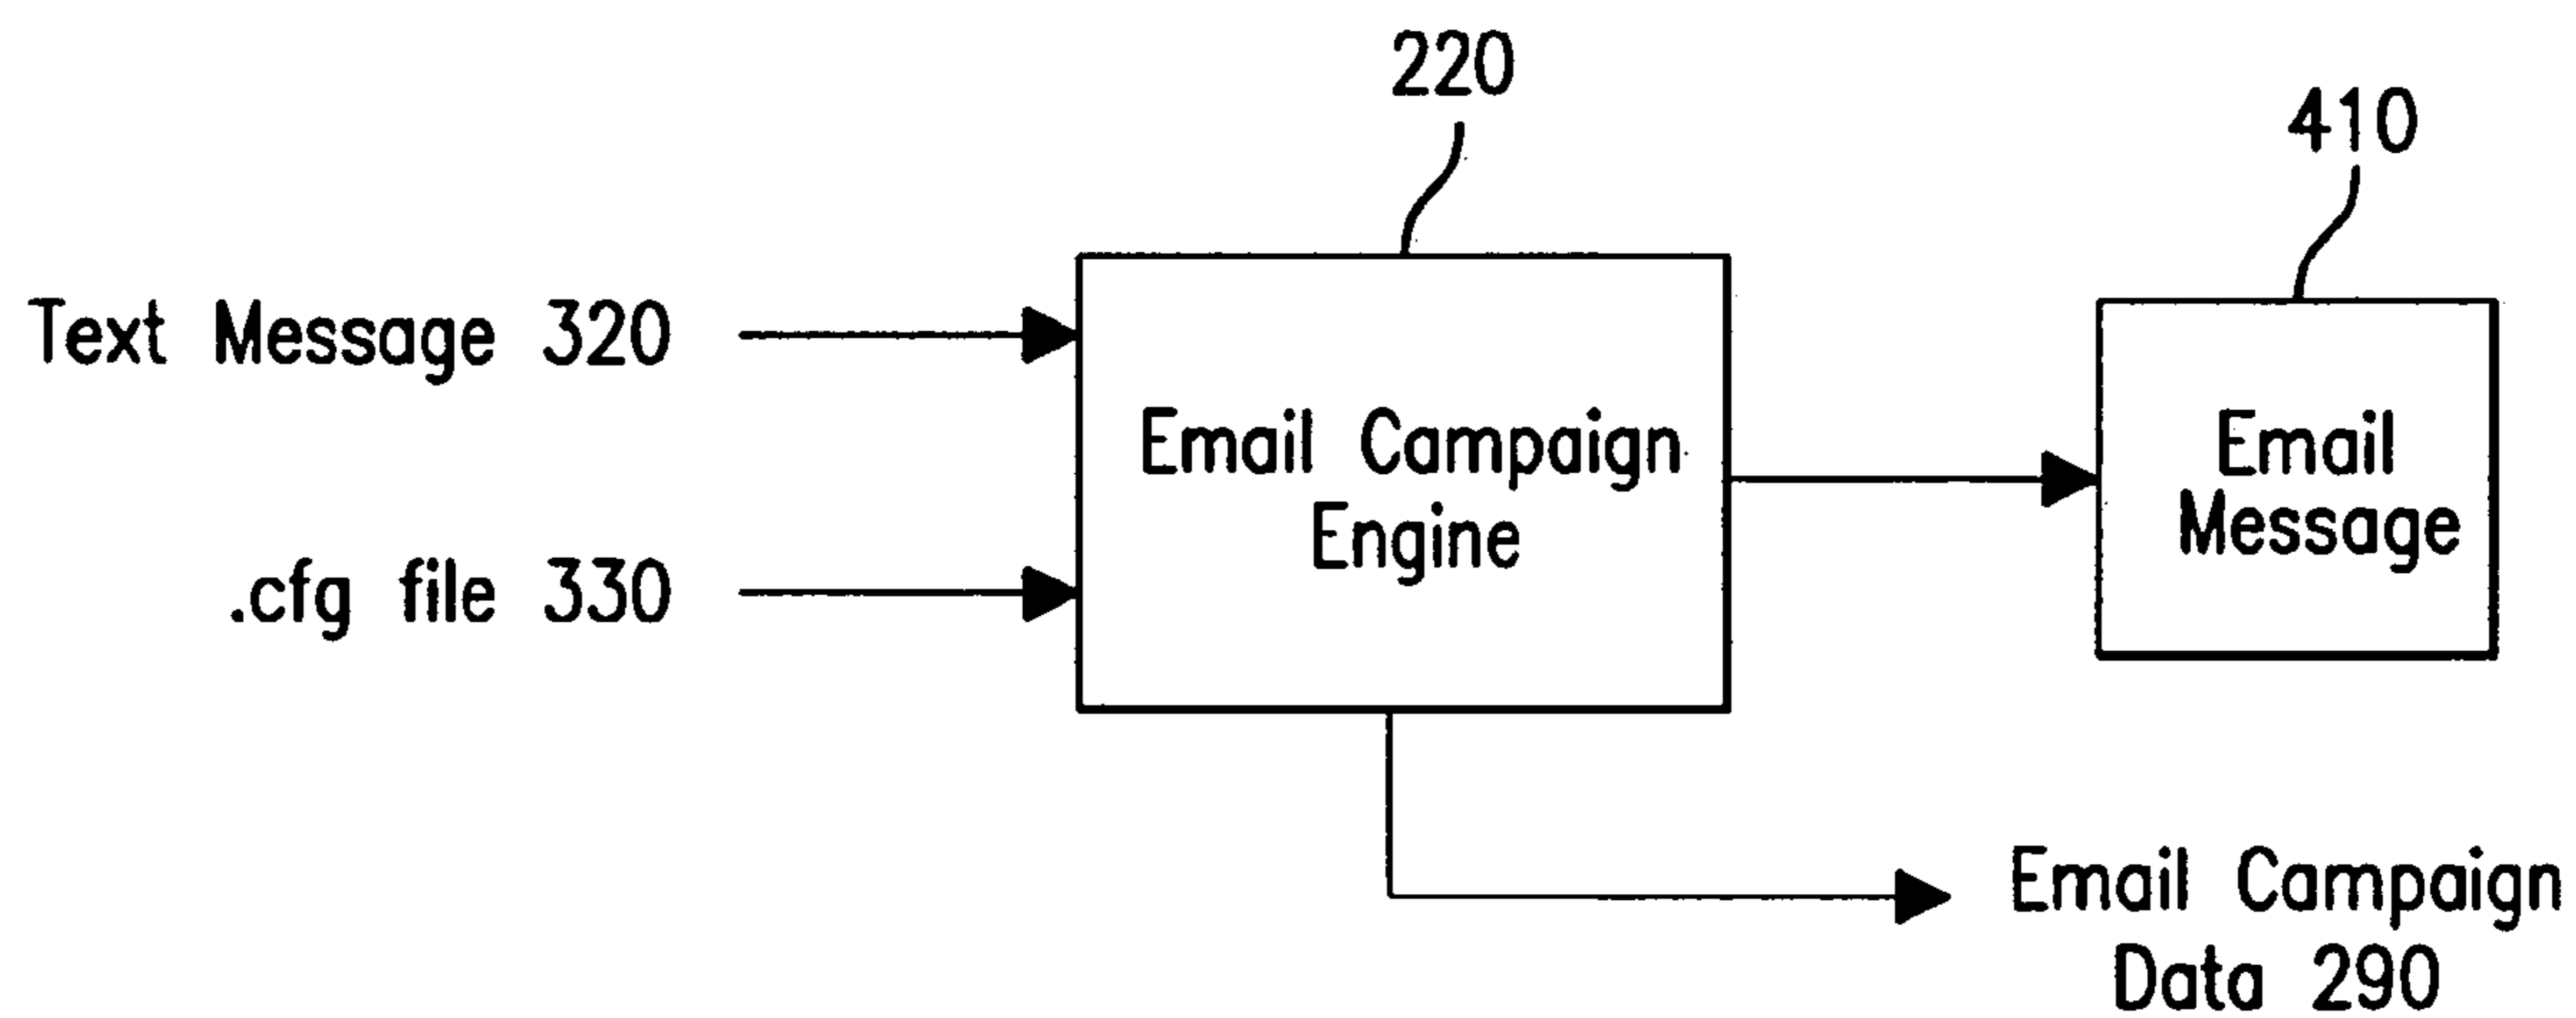 220
410
Text Message 320
.cfg file 330
Email Campaign
Engine
Email
Message
Email Campaign
Data 290